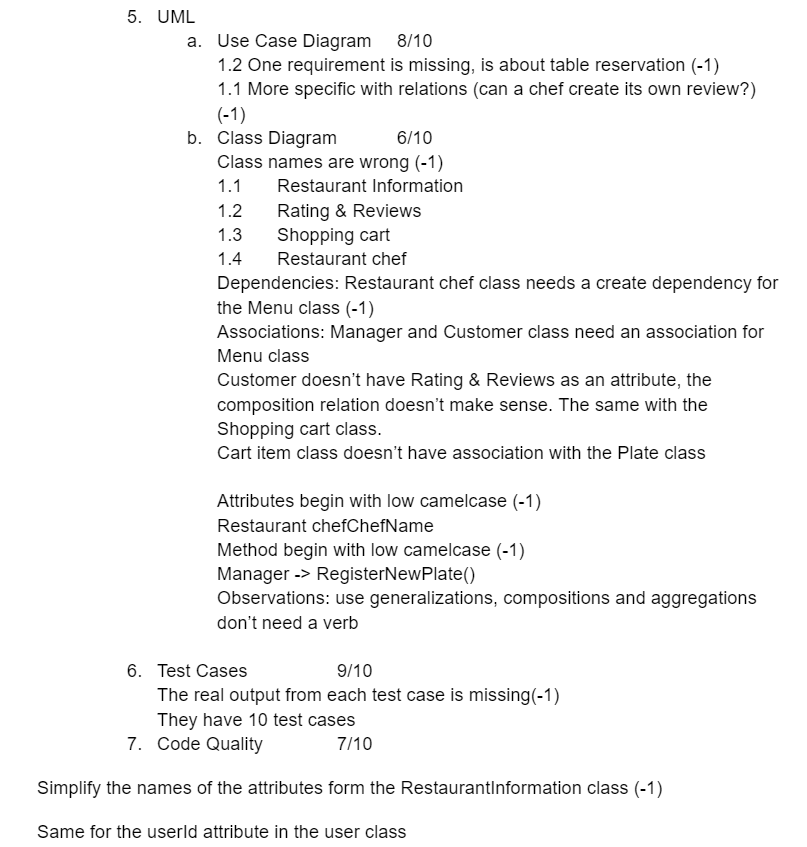 5. UML
a. Use Case Diagram 8/10
1.2 One requirement is missing, is about table reservation (-1)
1.1 More specific with relations (can a chef create its own review?)
(-1)
b. Class Diagram 6/10
Class names are wrong (-1)
1.1 Restaurant Information
1.2 Rating & Reviews
1.3 Shopping cart
1.4 Restaurant chef
Dependencies: Restaurant chef class needs a create dependency for
the Menu class (-1)
Associations: Manager and Customer class need an association for
Menu class
Customer doesn't have Rating & Reviews as an attribute, the
composition relation doesn't make sense. The same with the
Shopping cart class.
Cart item class doesn't have association with the Plate class
Attributes begin with low camelcase (-1)
Restaurant chefChefName
Method begin with low camelcase (-1)
Manager -> RegisterNewPlate()
Observations: use generalizations, compositions and aggregations
don't need a verb
6. Test Cases 9/10
The real output from each test case is missing(-1)
They have 10 test cases
7. Code Quality 7/10
Simplify the names of the attributes form the RestaurantInformation class (-1)
Same for the userId attribute in the user class